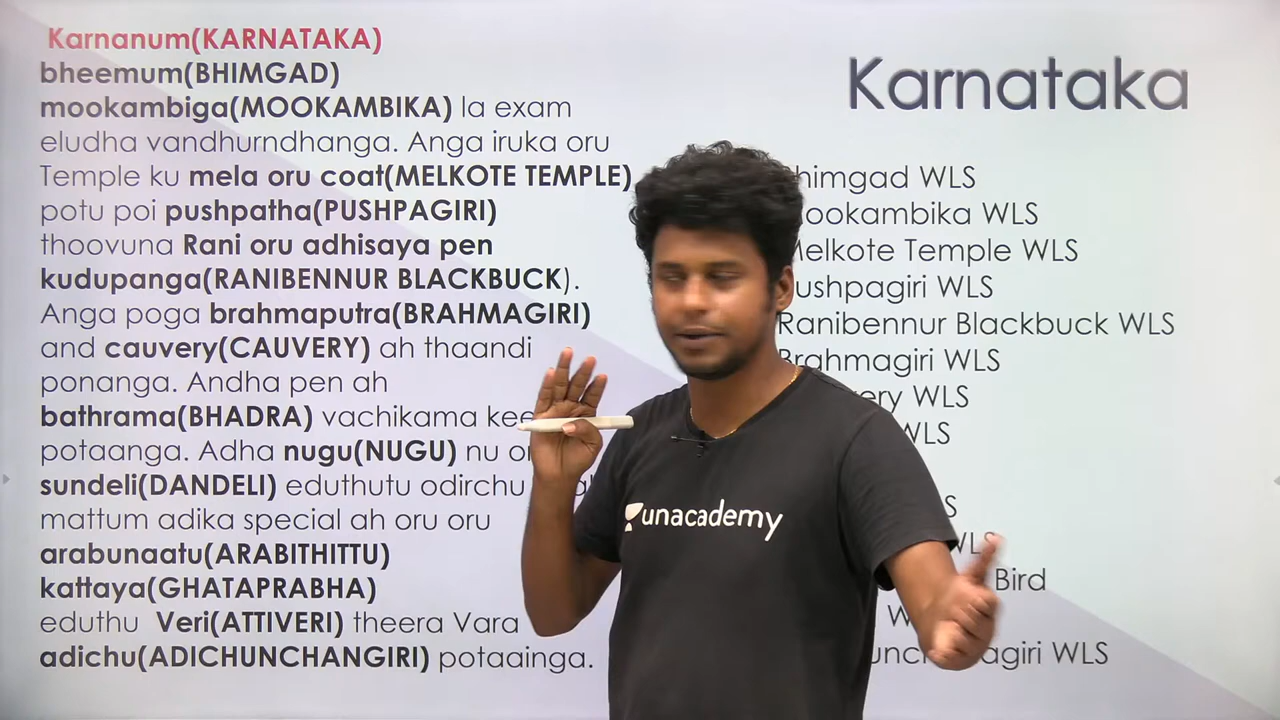 Karnanum(KARNATAKA)
bheemum(BHIMGAD)
mookambiga(MOOKAMBIKA) la exam
eludha vandhurndhanga. Anga iruka oru
Temple ku mela oru coat(MELKOTE TEMPLE)
potu poi pushpatha(PUSHPAGIRI)
thoovuna Rani oru adhisaya pen
kudupanga(RANIBENNUR BLACKBUCK).
Anga poga brahmaputra(BRAHMAGIRI)
and cauvery(CAUVERY) ah thaandi
ponanga. Andha pen ah
bathrama(BHADRA) vachikama
potaanga. Adha nugu(NUGU) nu
sundeli(DANDELI) eduthutu odirchu
mattum adika special ah oru oru
arabunaatu(ARABITHITTU)
kattaya(GHATAPRABHA)
eduthu Veri(ATTIVERI) theera Vara
adichu(ADICHUNCHANGIRI) potaainga.
Karnataka
WLS
WLS
Melkote Temple WLS
WLS
Ranibennur Blackbuck WLS
Brahmagiri WLS
WLS
WLS
Bird
WLS
unacademy